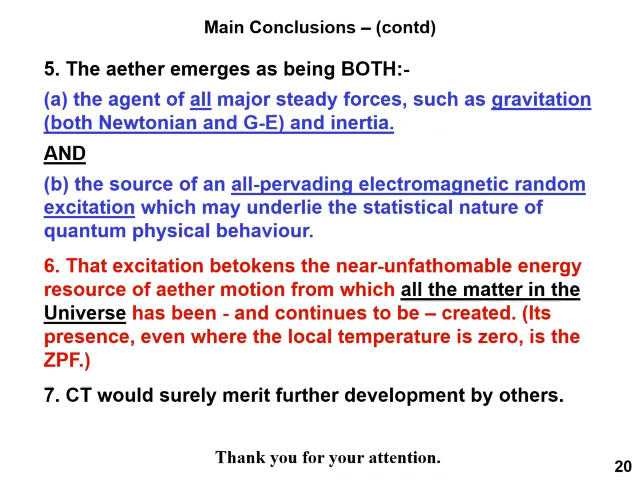 Main Conclusions – (contd)
5. The aether emerges as being BOTH:-
(a) the agent of all major steady forces, such as gravitation
(both Newtonian and G-E) and inertia.
AND
(b) the source of an all-pervading electromagnetic random
excitation which may underlie the statistical nature of
quantum physical behaviour.
6. That excitation betokens the near-unfathomable energy
resource of aether motion from which all the matter in the
Universe has been - and continues to be – created. (Its
presence, even where the local temperature is zero, is the
ZPF.)
7. CT would surely merit further development by others.
Thank you for your attention.
20